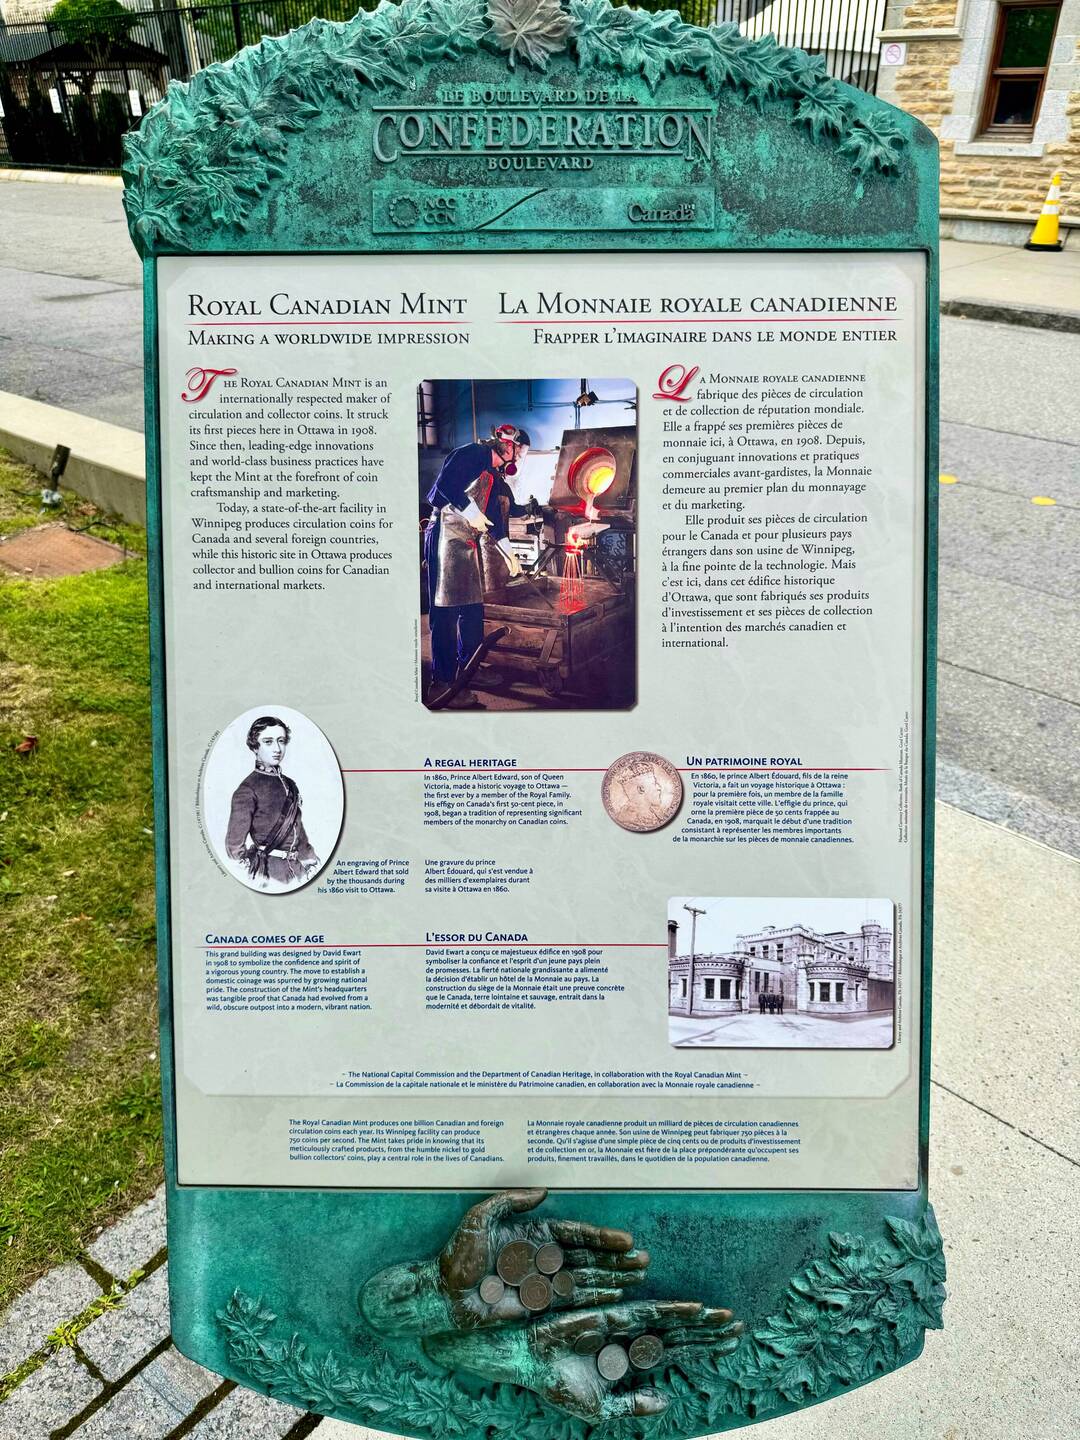 LE BOULEVARD DE LA
CONFEDERATION
BOULEVARD
NCC
CCN
Canada
ROYAL CANADIAN MINT
MAKING A WORLDWIDE IMPRESSION
LA MONNAIE ROYALE CANADIENNE
FRAPPER L'IMAGINAIRE DANS LE MONDE ENTIER
THE ROYAL CANADIAN MINT is an
internationally respected maker of
circulation and collector coins. It struck
its first pieces here in Ottawa in 1908.
Since then, leading-edge innovations
and world-class business practices have
kept the Mint at the forefront of coin
craftsmanship and marketing.
Today, a state-of-the-art facility in
Winnipeg produces circulation coins for
Canada and several foreign countries,
while this historic site in Ottawa produces
collector and bullion coins for Canadian
and international markets.
LA MONNAIE ROYALE CANADIENNE
fabrique des pièces de circulation
et de collection de réputation mondiale.
Elle a frappé ses premières pièces de
monnaie ici, à Ottawa, en 1908. Depuis,
en conjuguant innovations et pratiques
commerciales avant-gardistes, la Monnaie
demeure au premier plan du monnayage
et du marketing.
Elle produit ses pièces de circulation
pour le Canada et pour plusieurs pays
étrangers dans son usine de Winnipeg,
à la fine pointe de la technologie. Mais
c'est ici, dans cet édifice historique
d'Ottawa, que sont fabriqués ses produits
d'investissement et ses pièces de collection
à l'intention des marchés canadien et
international.
A REGAL HERITAGE
In 1860, Prince Albert Edward, son of Queen
Victoria, made a historic voyage to Ottawa —
the first ever by a member of the Royal Family.
His effigy on Canada's first 50-cent piece, in
1908, began a tradition of representing significant
members of the monarchy on Canadian coins.
UN PATRIMOINE ROYAL
En 1860, le prince Albert Édouard, fils de la reine
Victoria, a fait un voyage historique à Ottawa :
pour la première fois, un membre de la famille
royale visitait cette ville. L'effigie du prince, qui
orne la première pièce de 50 cents frappée au
Canada, en 1908, marquait le début d'une tradition
consistant à représenter les membres importants
de la monarchie sur les pièces de monnaie canadiennes.
An engraving of Prince
Albert Edward that sold
by the thousands during
his 1860 visit to Ottawa.
Une gravure du prince
Albert Édouard, qui s'est vendue à
des milliers d'exemplaires durant
sa visite à Ottawa en 1860.
CANADA COMES OF AGE
This grand building was designed by David Ewart
in 1908 to symbolize the confidence and spirit of
a vigorous young country. The move to establish a
domestic coinage was spurred by growing national
pride. The construction of the Mint's headquarters
was tangible proof that Canada had evolved from a
wild, obscure outpost into a modern, vibrant nation.
L'ESSOR DU CANADA
David Ewart a conçu ce majestueux édifice en 1908 pour
symboliser la confiance et l'esprit d'un jeune pays plein
de promesses. La fierté nationale grandissante a alimenté
la décision d'établir un hôtel de la Monnaie au pays. La
construction du siège de la Monnaie était une preuve concrète
que le Canada, terre lointaine et sauvage, entrait dans la
modernité et débordait de vitalité.
– The National Capital Commission and the Department of Canadian Heritage, in collaboration with the Royal Canadian Mint –
– La Commission de la capitale nationale et le ministère du Patrimoine canadien, en collaboration avec la Monnaie royale canadienne –
The Royal Canadian Mint produces one billion Canadian and foreign
circulation coins each year. Its Winnipeg facility can produce
750 coins per second. The Mint takes pride in knowing that its
meticulously crafted products, from the humble nickel to gold
bullion collectors' coins, play a central role in the lives of Canadians.
La Monnaie royale canadienne produit un milliard de pièces de circulation canadiennes
et étrangères chaque année. Son usine de Winnipeg peut fabriquer 750 pièces à la
seconde. Qu'il s'agisse d'une simple pièce de cinq cents ou de produits d'investissement
et de collection en or, la Monnaie est fière de la place prépondérante qu'occupent ses
produits, finement travaillés, dans le quotidien de la population canadienne.